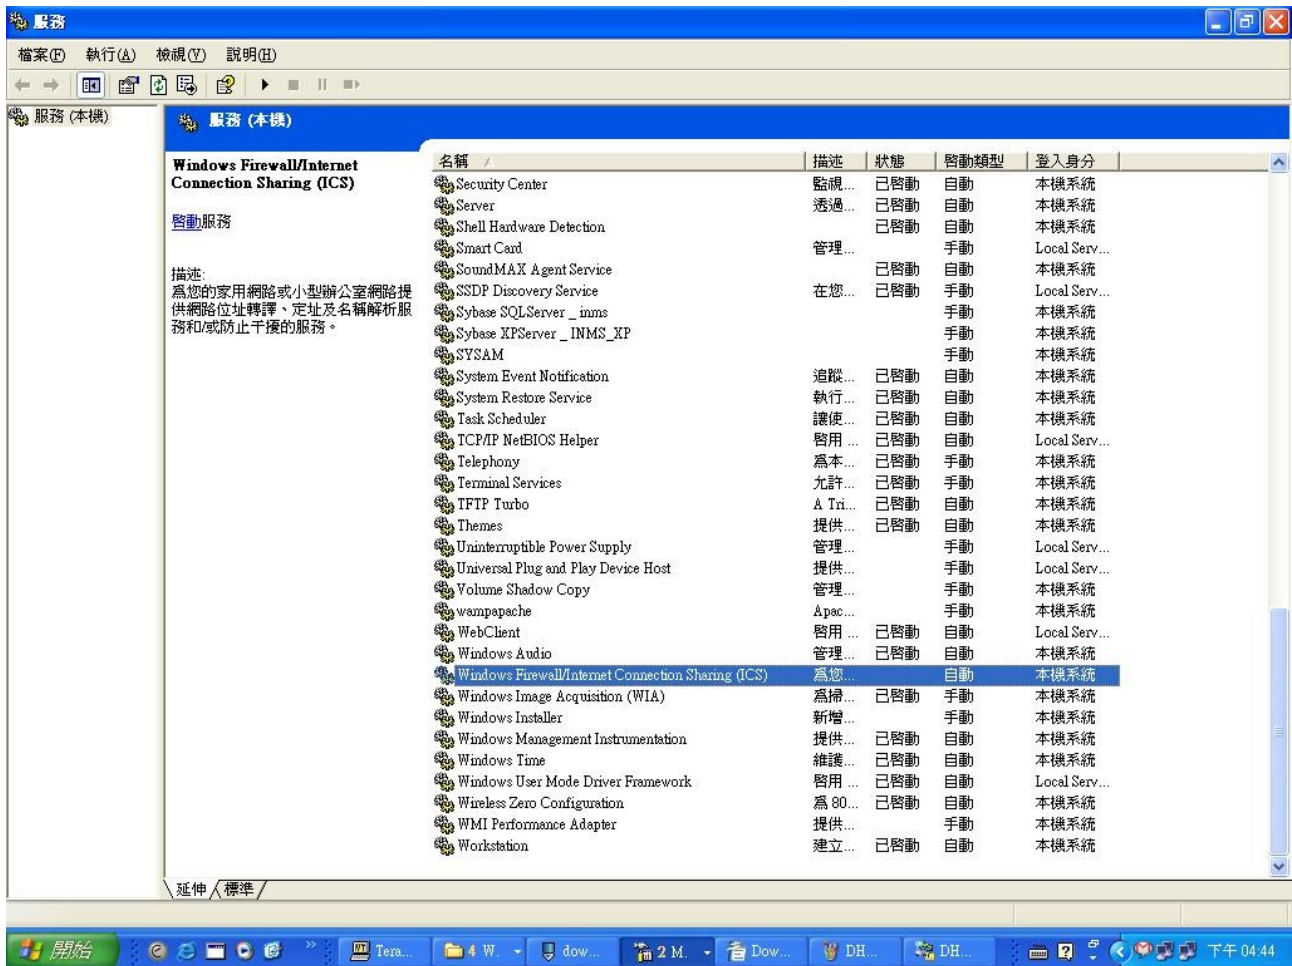 服務
檔案(F) 執行(A) 檢視(V) 說明(H)
服務 (本機)
服務 (本機)
Windows Firewall/Internet
Connection Sharing (ICS)
啓動服務
描述:
爲您的家用網路或小型辦公室網路提
供網路位址轉譯、定址及名稱解析服
務和/或防止干擾的服務。
名稱 描述 狀態 啓動類型 登入身分
Security Center 監視... 已啓動 自動 本機系統
Server 透過... 已啓動 自動 本機系統
Shell Hardware Detection 已啓動 自動 本機系統
Smart Card 管理... 手動 Local Serv...
SoundMAX Agent Service 已啓動 自動 本機系統
SSDP Discovery Service 在您... 已啓動 手動 Local Serv...
Sybase SQLServer _ inms 手動 本機系統
Sybase XPServer _ INMS_XP 手動 本機系統
SYSAM 手動 本機系統
System Event Notification 追蹤... 已啓動 自動 本機系統
System Restore Service 執行... 已啓動 自動 本機系統
Task Scheduler 讓使... 已啓動 自動 本機系統
TCP/IP NetBIOS Helper 啓用 ... 已啓動 自動 Local Serv...
Telephony 爲本... 已啓動 手動 本機系統
Terminal Services 允許... 已啓動 手動 本機系統
TFTP Turbo A Tri... 已啓動 自動 本機系統
Themes 提供... 已啓動 自動 本機系統
Uninterruptible Power Supply 管理... 手動 Local Serv...
Universal Plug and Play Device Host 提供... 手動 Local Serv...
Volume Shadow Copy 管理... 手動 本機系統
wampapache Apac... 手動 本機系統
WebClient 啓用 ... 已啓動 自動 Local Serv...
Windows Audio 管理... 已啓動 自動 本機系統
Windows Firewall/Internet Connection Sharing (ICS) 爲您... 自動 本機系統
Windows Image Acquisition (WIA) 爲掃... 已啓動 手動 本機系統
Windows Installer 新增... 手動 本機系統
Windows Management Instrumentation 提供... 已啓動 自動 本機系統
Windows Time 維護... 已啓動 自動 本機系統
Windows User Mode Driver Framework 啓用 ... 已啓動 自動 Local Serv...
Wireless Zero Configuration 爲 80... 已啓動 自動 本機系統
WMI Performance Adapter 提供... 手動 本機系統
Workstation 建立... 已啓動 自動 本機系統
延伸 標準
開始 Tera... 4 W. dow... 2 M. Dow... DH... DH... 下午 04:44